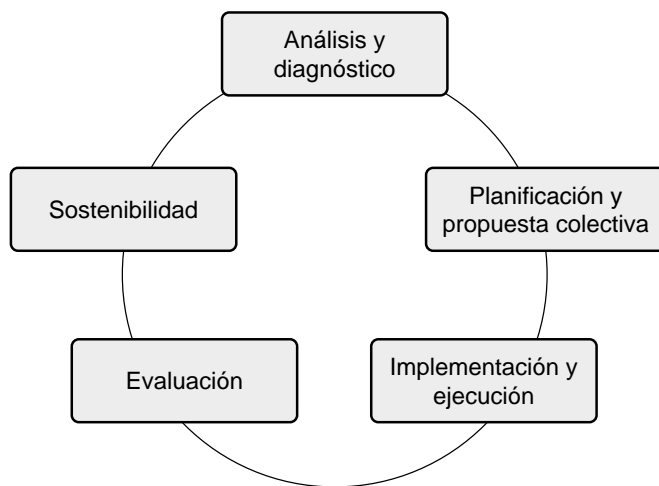 Análisis y
diagnóstico
Planificación y
propuesta colectiva
Implementación y
ejecución
Evaluación
Sostenibilidad